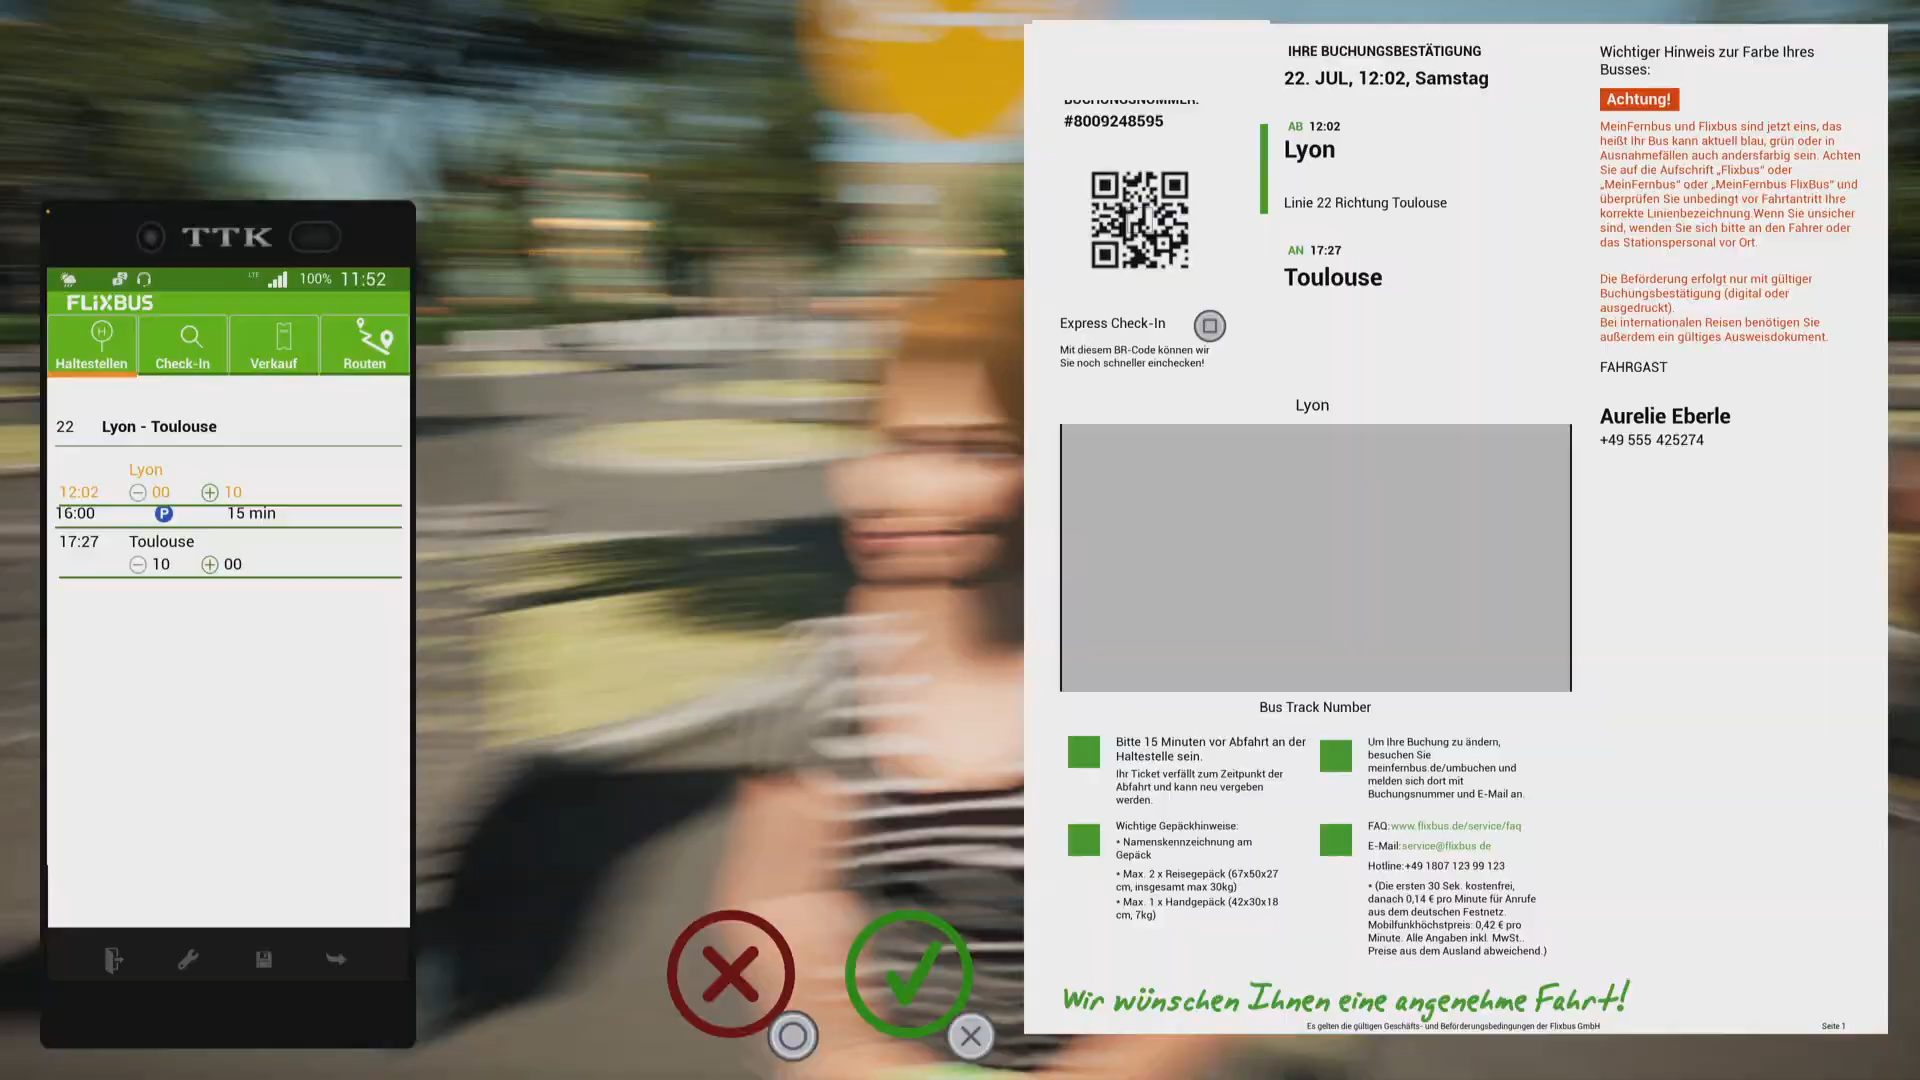 TTK
LTE 100% 11:52
FLiXBUS
Haltestellen Check-In Verkauf Routen
22 Lyon - Toulouse
Lyon
12:02 00 10
16:00 P 15 min
17:27 Toulouse
10 00
IHRE BUCHUNGSBESTÄTIGUNG
22. JUL, 12:02, Samstag
BUCHUNGSNUMMER:
#8009248595
AB 12:02
Lyon
Linie 22 Richtung Toulouse
AN 17:27
Toulouse
Express Check-In
Mit diesem BR-Code können wir
Sie noch schneller einchecken!
Lyon
Bus Track Number
Bitte 15 Minuten vor Abfahrt an der
Haltestelle sein.
Ihr Ticket verfällt zum Zeitpunkt der
Abfahrt und kann neu vergeben
werden.
Wichtige Gepäckhinweise:
* Namenskennzeichnung am
Gepäck
* Max. 2 x Reisegepäck (67x50x27
cm, insgesamt max 30kg)
* Max. 1 x Handgepäck (42x30x18
cm, 7kg)
Um Ihre Buchung zu ändern,
besuchen Sie
meinfernbus.de/umbuchen und
melden sich dort mit
Buchungsnummer und E-Mail an.
FAQ:www.flixbus.de/service/faq
E-Mail:service@flixbus de
Hotline:+49 1807 123 99 123
* (Die ersten 30 Sek. kostenfrei,
danach 0,14 € pro Minute für Anrufe
aus dem deutschen Festnetz.
Mobilfunkhöchstpreis: 0,42 € pro
Minute. Alle Angaben inkl. MwSt..
Preise aus dem Ausland abweichend.)
Wir wünschen Ihnen eine angenehme Fahrt!
Es gelten die gültigen Geschäfts- und Beförderungsbedingungen der Flixbus GmbH
Seite 1
Wichtiger Hinweis zur Farbe Ihres
Busses:
Achtung!
MeinFernbus und Flixbus sind jetzt eins, das
heißt Ihr Bus kann aktuell blau, grün oder in
Ausnahmefällen auch andersfarbig sein. Achten
Sie auf die Aufschrift „Flixbus“ oder
„MeinFernbus“ oder „MeinFernbus FlixBus“ und
überprüfen Sie unbedingt vor Fahrtantritt Ihre
korrekte Linienbezeichnung.Wenn Sie unsicher
sind, wenden Sie sich bitte an den Fahrer oder
das Stationspersonal vor Ort.
Die Beförderung erfolgt nur mit gültiger
Buchungsbestätigung (digital oder
ausgedruckt).
Bei internationalen Reisen benötigen Sie
außerdem ein gültiges Ausweisdokument.
FAHRGAST
Aurelie Eberle
+49 555 425274